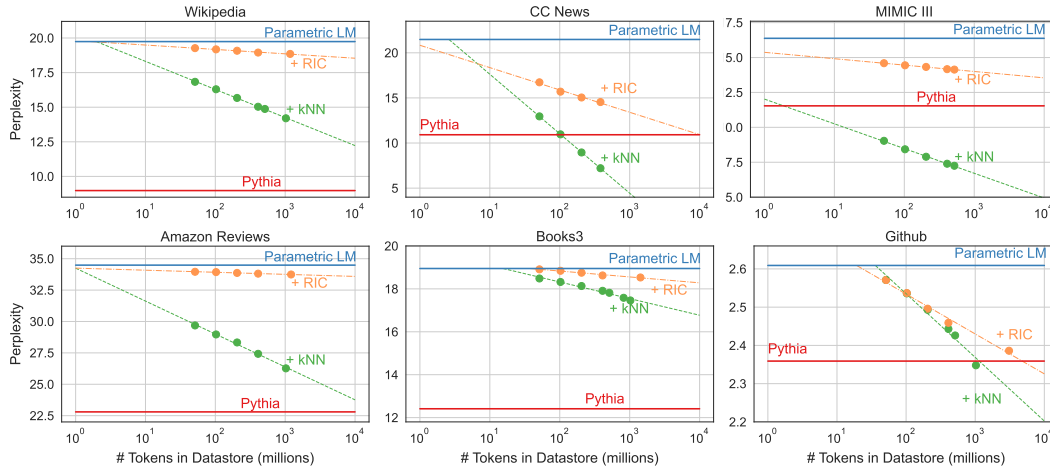 Wikipedia
Perplexity
20.0
17.5
15.0
12.5
10.0
Parametric LM
+ RIC
+ kNN
Pythia
10^0
10^1
10^2
10^3
10^4
CC News
20
15
10
5
Parametric LM
+ RIC
Pythia
+ kNN
10^0
10^1
10^2
10^3
10^4
MIMIC III
7.5
5.0
2.5
0.0
7.5
5.0
Parametric LM
+ RIC
Pythia
+ kNN
10^0
10^1
10^2
10^3
10^4
Amazon Reviews
Perplexity
35.0
32.5
30.0
27.5
25.0
22.5
Parametric LM
+ RIC
+ kNN
Pythia
10^0
10^1
10^2
10^3
10^4
# Tokens in Datastore (millions)
Books3
20
18
16
14
12
Parametric LM
+ RIC
+ kNN
Pythia
10^0
10^1
10^2
10^3
10^4
# Tokens in Datastore (millions)
Github
2.6
2.5
2.4
2.3
2.2
Parametric LM
+ RIC
Pythia
+ kNN
10^0
10^1
10^2
10^3
10^4
# Tokens in Datastore (millions)